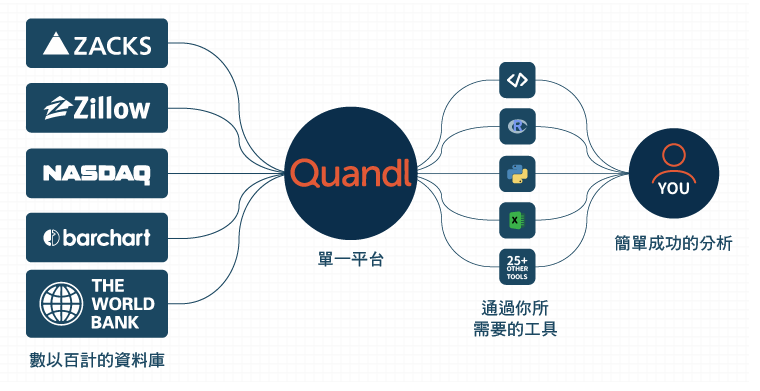 ZACKS
Zillow
NASDAQ
barchart
THE
WORLD
BANK
數以百計的資料庫
Quandl
單一平台
</>
R
X
25+
OTHER
TOOLS
通過你所
需要的工具
YOU
簡單成功的分析